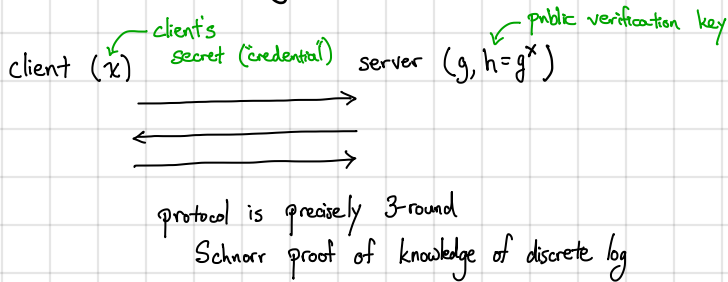 client's
secret ("credential")
public verification key
client (x)
server (g, h = gˣ)
protocol is precisely 3-round
Schnorr proof of knowledge of discrete log